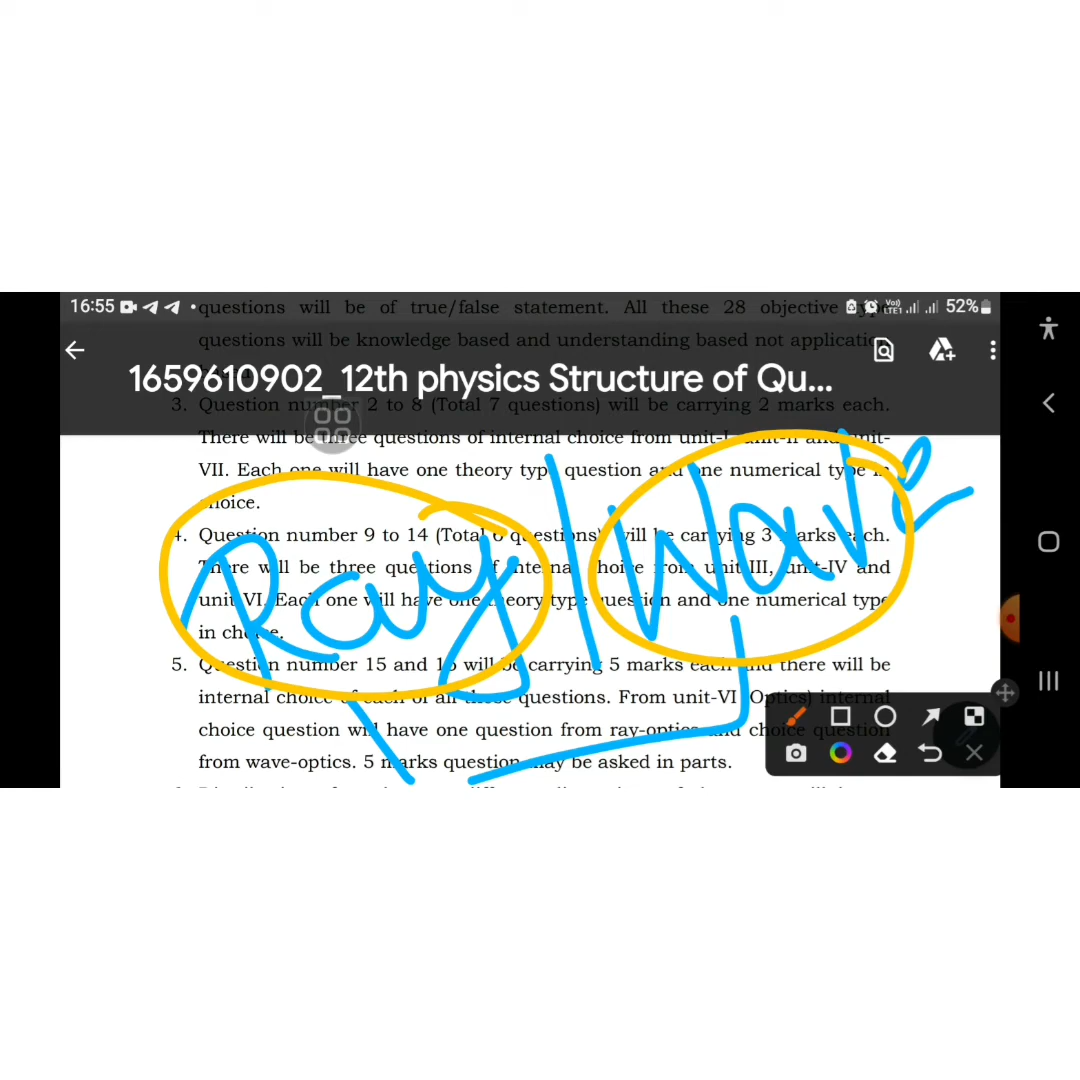 16:55 52%
questions will be of true/false statement. All these 28 objective
questions will be knowledge based and understanding based not
1659610902_12th physics Structure of Qu...
3. Question number 2 to 8 (Total 7 questions) will be carrying 2 marks each.
There will be three questions of internal choice from unit-I, unit-II and unit-
VII. Each one will have one theory type question and one numerical type in
choice.
4. Question number 9 to 14 (Total 6 questions) will be carrying 3 marks each.
There will be three questions of internal choice from unit III, unit-IV and
unit VI. Each one will have one theory type question and one numerical type
in choice.
Ray / Wave
5. Question number 15 and 16 will be carrying 5 marks each and there will be
internal choice of each of all these questions. From unit-VI (Optics) internal
choice question will have one question from ray-optics and choice question
from wave-optics. 5 marks question may be asked in parts.